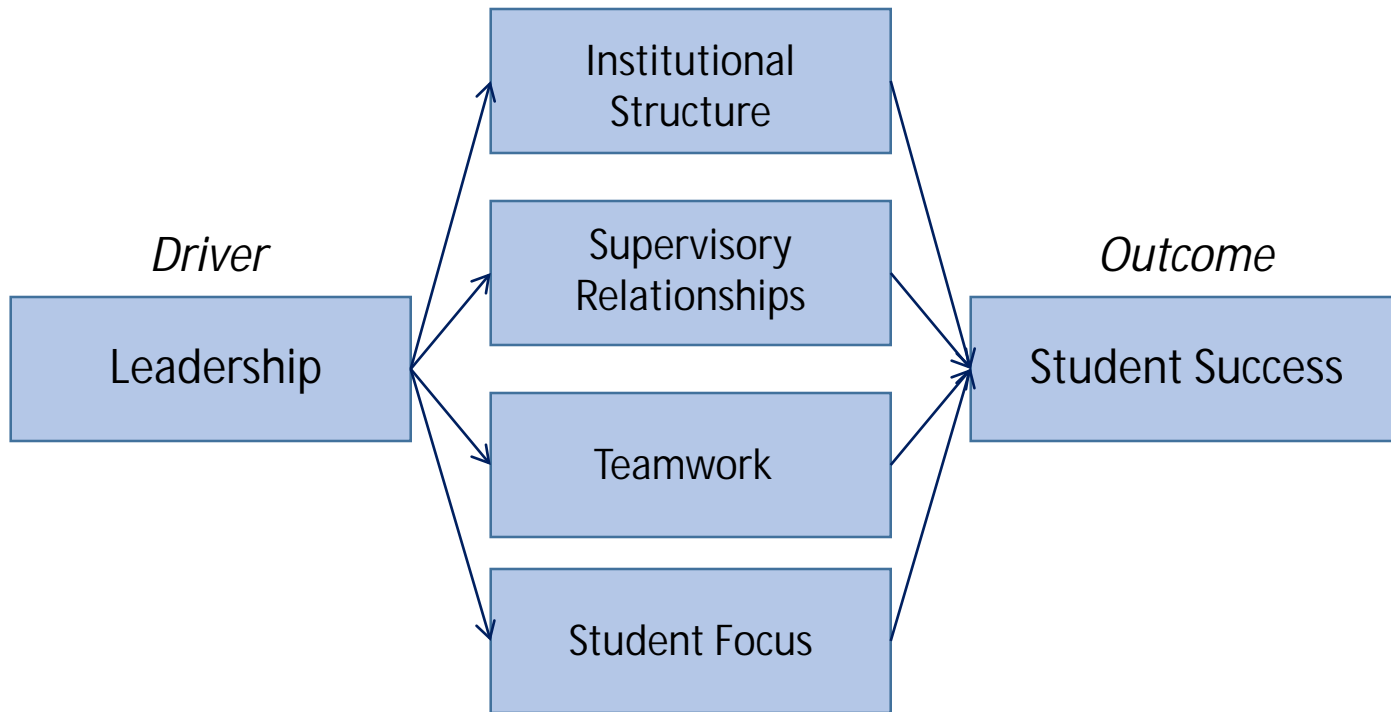 Institutional
Structure
Driver
Supervisory
Relationships
Outcome
Leadership
Student Success
Teamwork
Student Focus